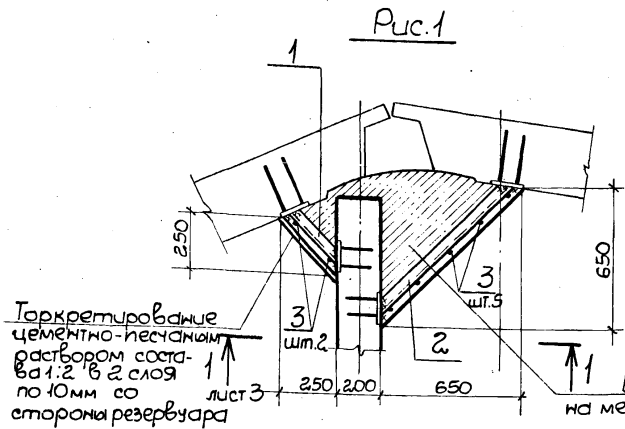 Рис.1
1
250
650
3
шт.5
3
шт.2
2
Торкретирование
цементно-песчаным
раствором соста-
ва 1:2 в 2 слоя
по 10мм со
стороны резервуара
1
лист 3
250 200 650
1
на ме